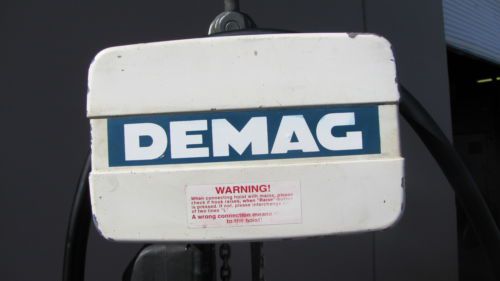 DEMAG
WARNING!
When connecting hoist with mains, please
check if hook raises, when "Raise"
is pressed. If not, please interchange
of two lines
A wrong connection means
to the hoist!